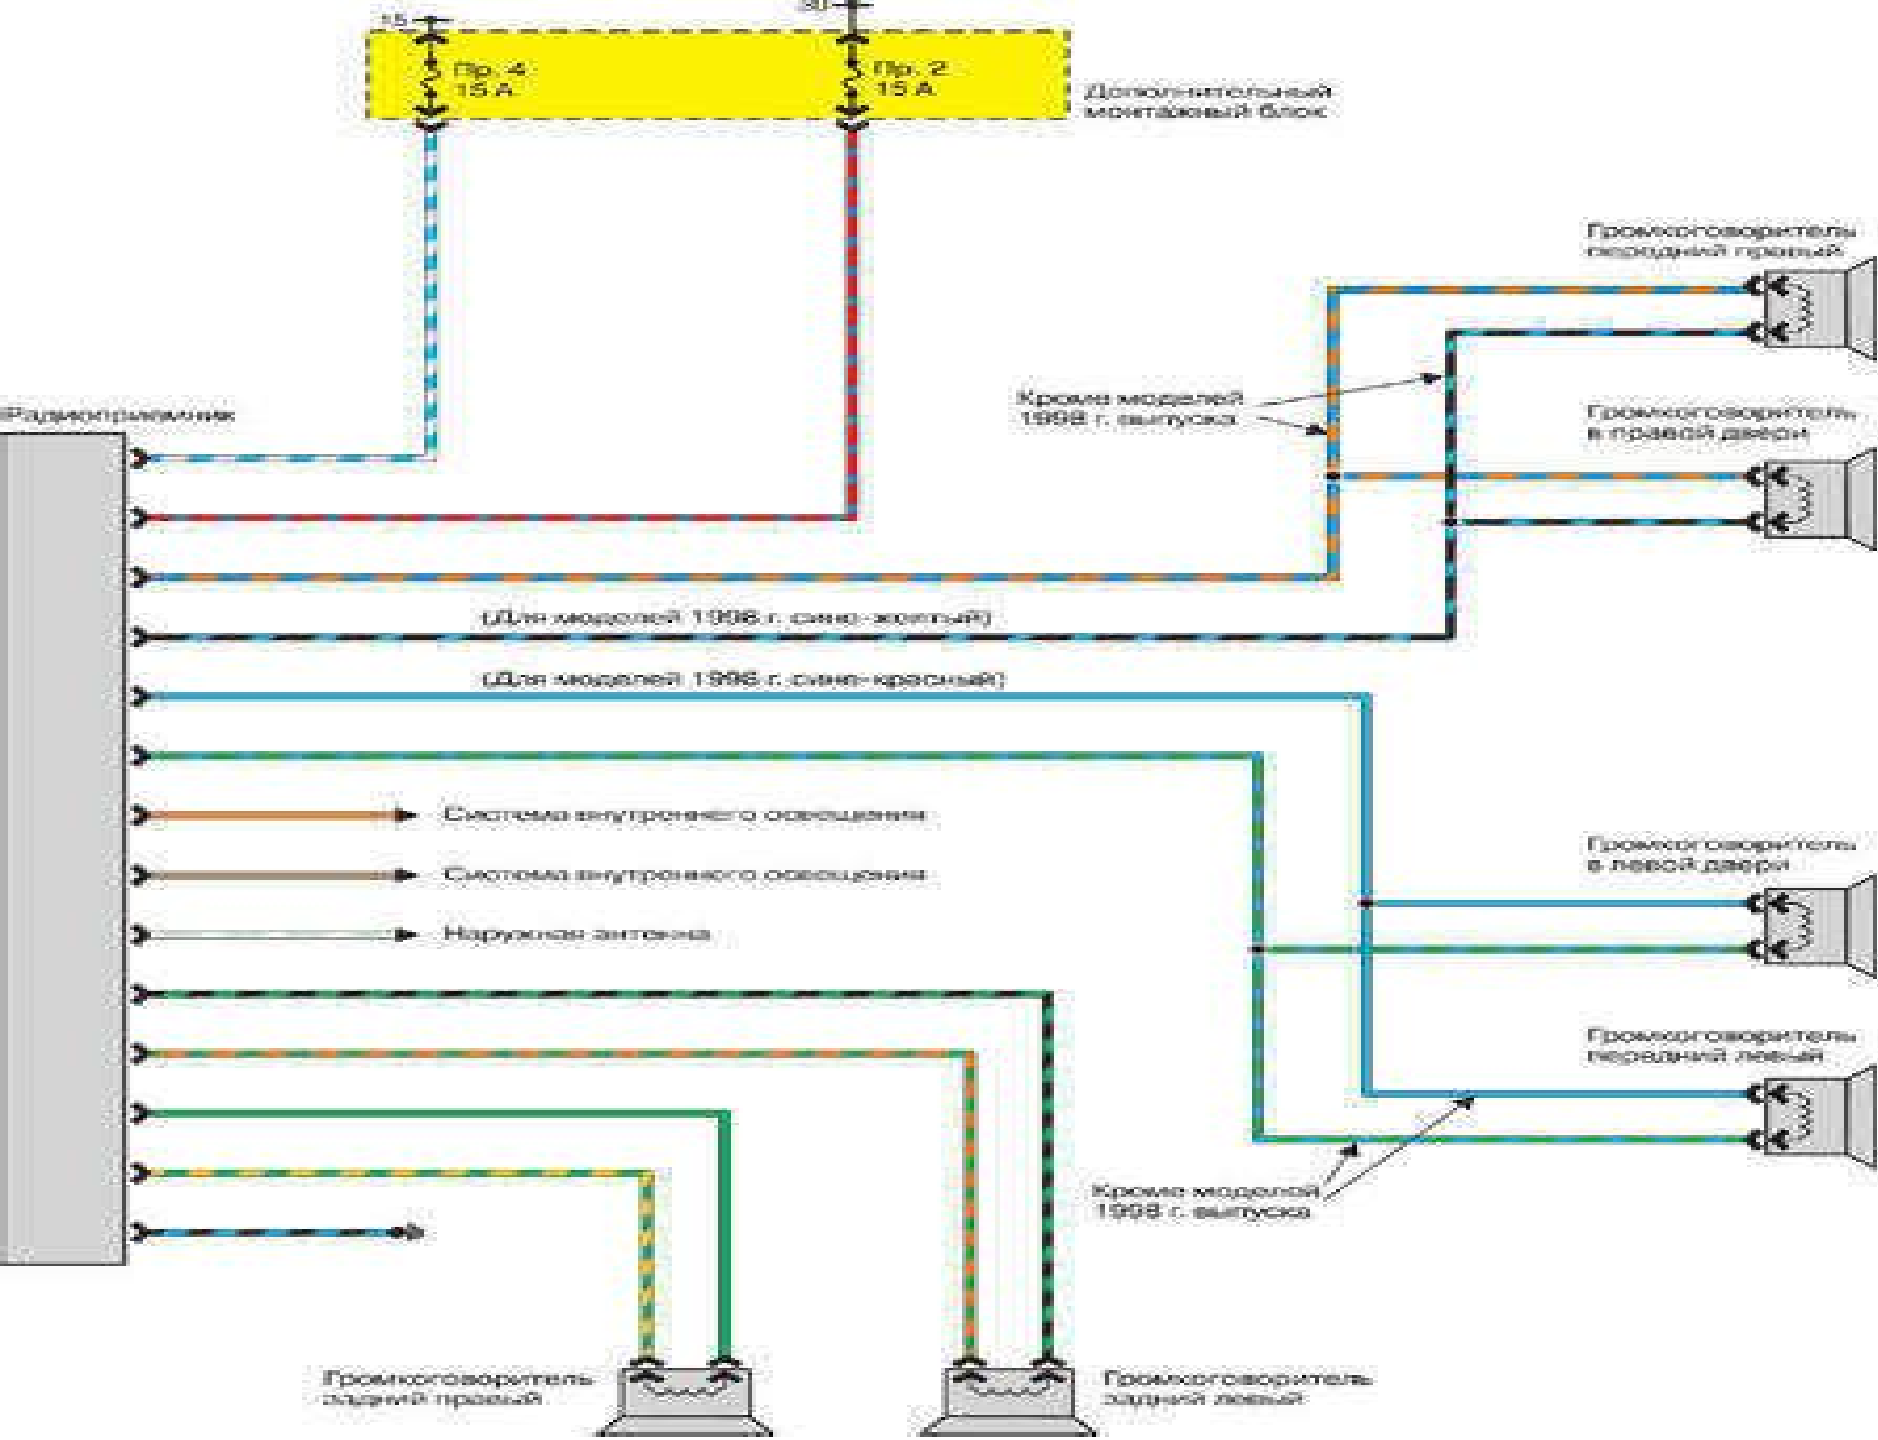 15
30
Пр. 4
15 А
Пр. 2
15 А
Дополнительный
монтажный блок
Громкоговоритель
передний правый
Кроме моделей
1998 г. выпуска
Громкоговоритель
в правой двери
Радиоприемник
(Для моделей 1998 г. сине-желтый)
(Для моделей 1998 г. сине-красный)
Система внутреннего освещения
Система внутреннего освещения
Наружная антенна
Громкоговоритель
в левой двери
Громкоговоритель
передний левый
Кроме моделей
1998 г. выпуска
Громкоговоритель
задний правый
Громкоговоритель
задний левый